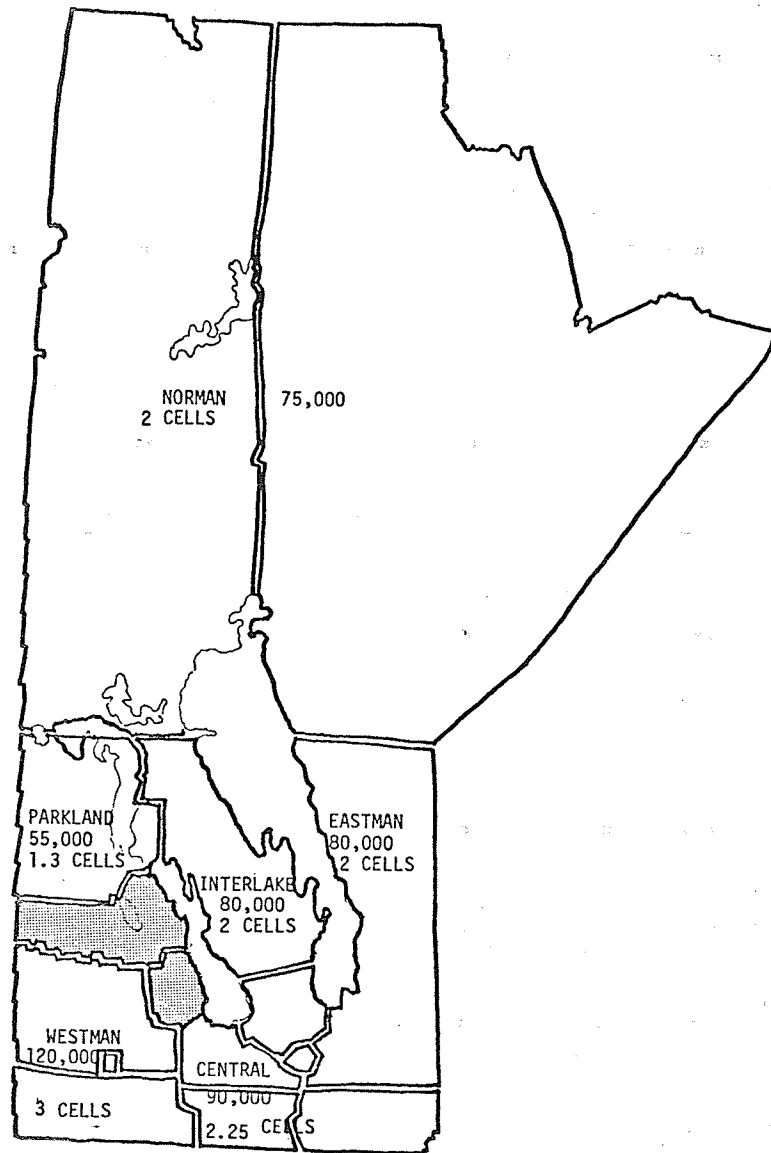 NORMAN
2 CELLS
75,000
PARKLAND
55,000
1.3 CELLS
EASTMAN
80,000
2 CELLS
INTERLAKE
80,000
2 CELLS
WESTMAN
120,000
3 CELLS
CENTRAL
90,000
2.25 CELLS